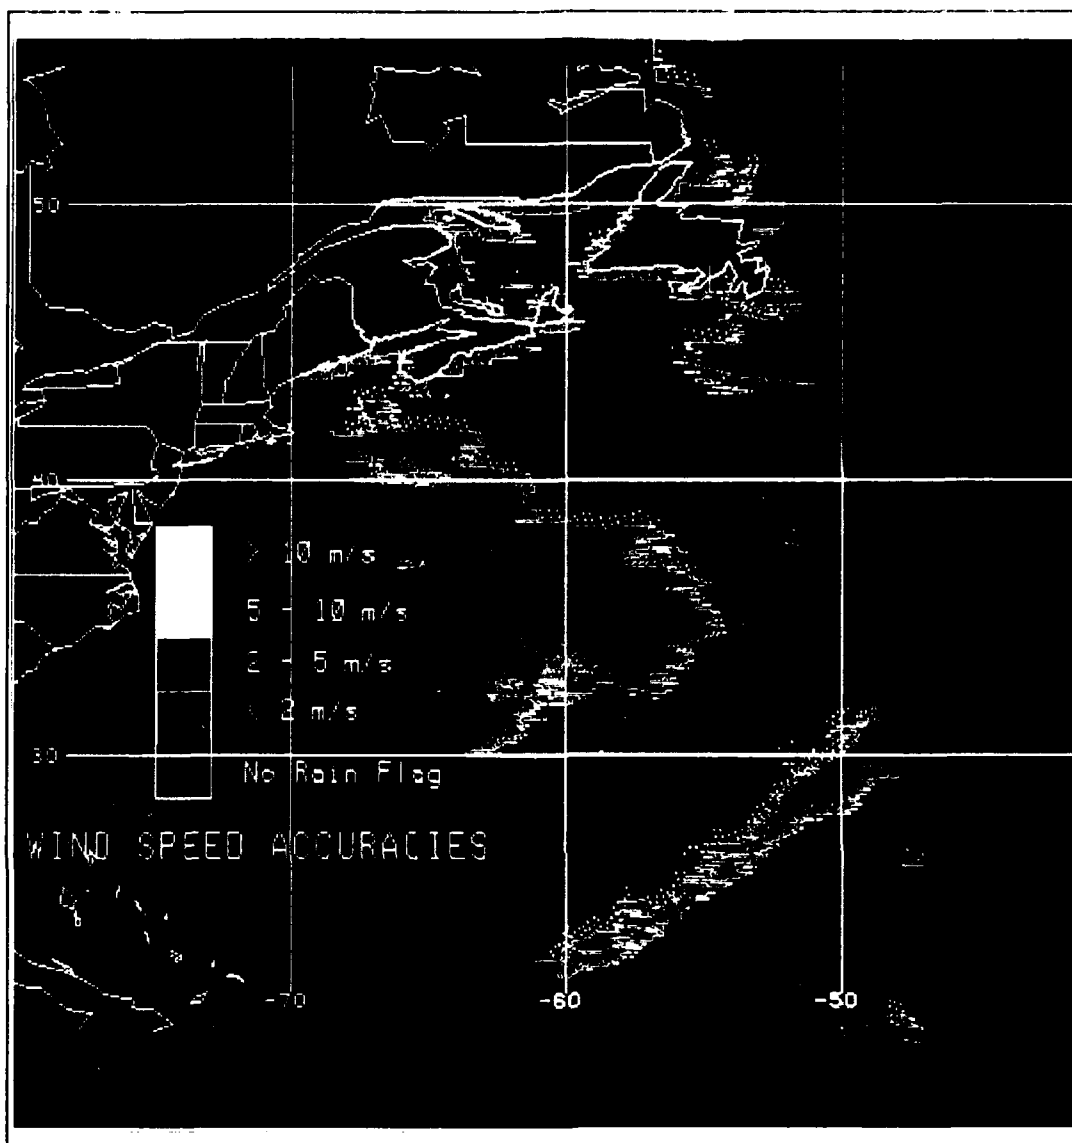 50
40
> 10 m/s
5 - 10 m/s
2 - 5 m/s
< 2 m/s
30
No Rain Flag
WIND SPEED ACCURACIES
-70 -60 -50